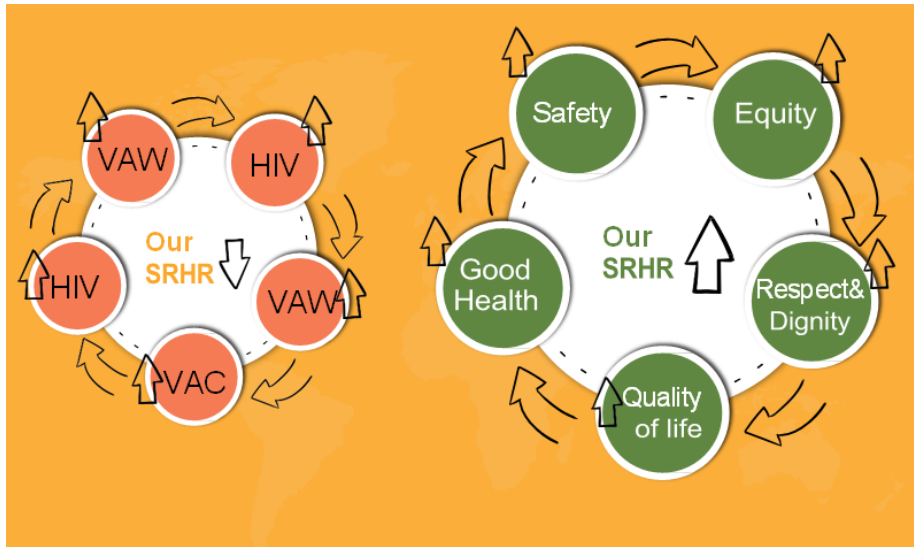 VAW
HIV
Our
SRHR
HIV
VAW
VAC
Safety
Equity
Our
SRHR
Good
Health
Respect&
Dignity
Quality
of life